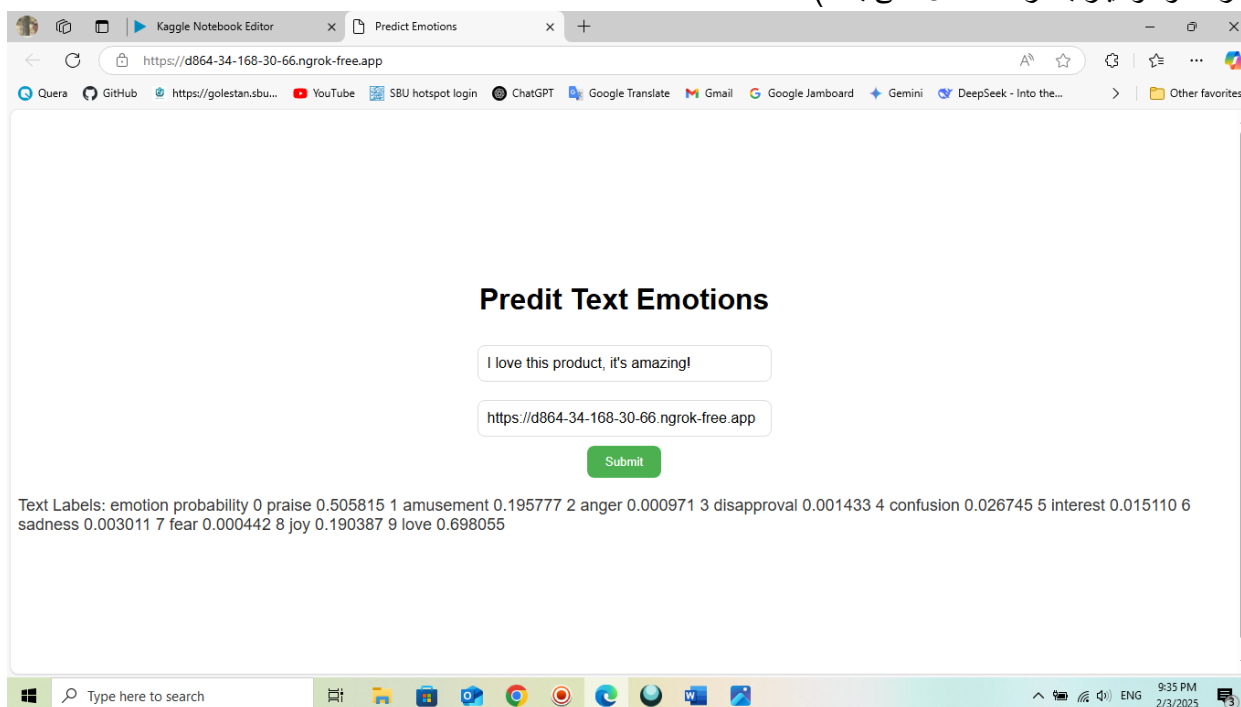 Kaggle Notebook Editor
Predict Emotions
https://d864-34-168-30-66.ngrok-free.app
Quera
GitHub
https://golestan.sbu...
YouTube
SBU hotspot login
ChatGPT
Google Translate
Gmail
Google Jamboard
Gemini
DeepSeek - Into the...
Other favorites
Predit Text Emotions
I love this product, it's amazing!
https://d864-34-168-30-66.ngrok-free.app
Submit
Text Labels: emotion probability 0 praise 0.505815 1 amusement 0.195777 2 anger 0.000971 3 disapproval 0.001433 4 confusion 0.026745 5 interest 0.015110 6
sadness 0.003011 7 fear 0.000442 8 joy 0.190387 9 love 0.698055
Type here to search
ENG
9:35 PM
2/3/2025